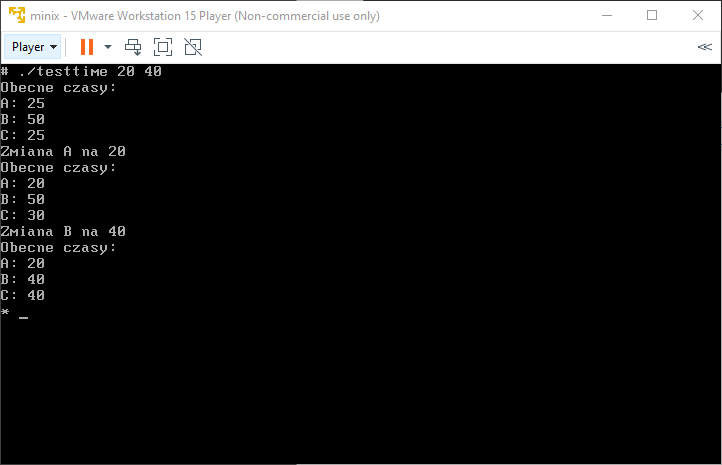 minix - VMware Workstation 15 Player (Non-commercial use only)
Player
# ./testtime 20 40
Obecne czasy:
A: 25
B: 50
C: 25
Zmiana A na 20
Obecne czasy:
A: 20
B: 50
C: 30
Zmiana B na 40
Obecne czasy:
A: 20
B: 40
C: 40
* _